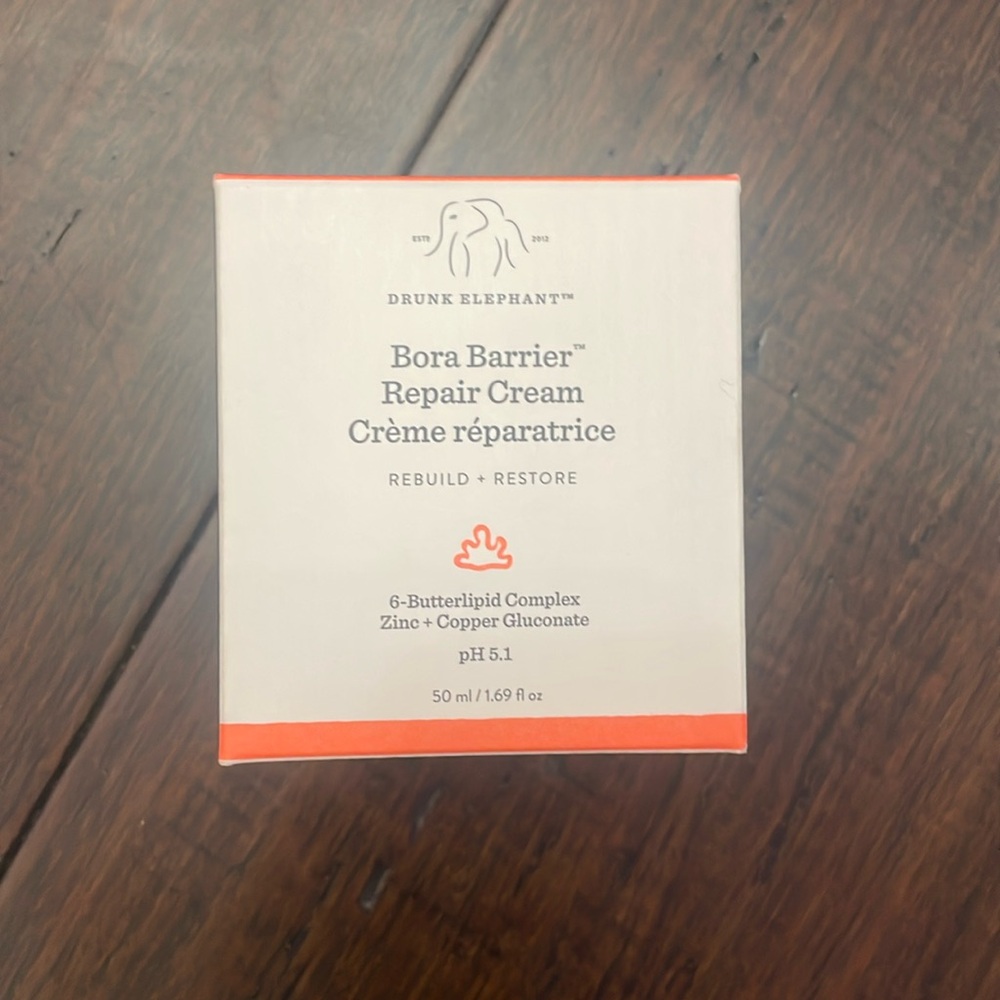 ESTD 2012
DRUNK ELEPHANT™
Bora Barrier™
Repair Cream
Crème réparatrice
REBUILD + RESTORE
6-Butterlipid Complex
Zinc + Copper Gluconate
pH 5.1
50 ml / 1.69 fl oz